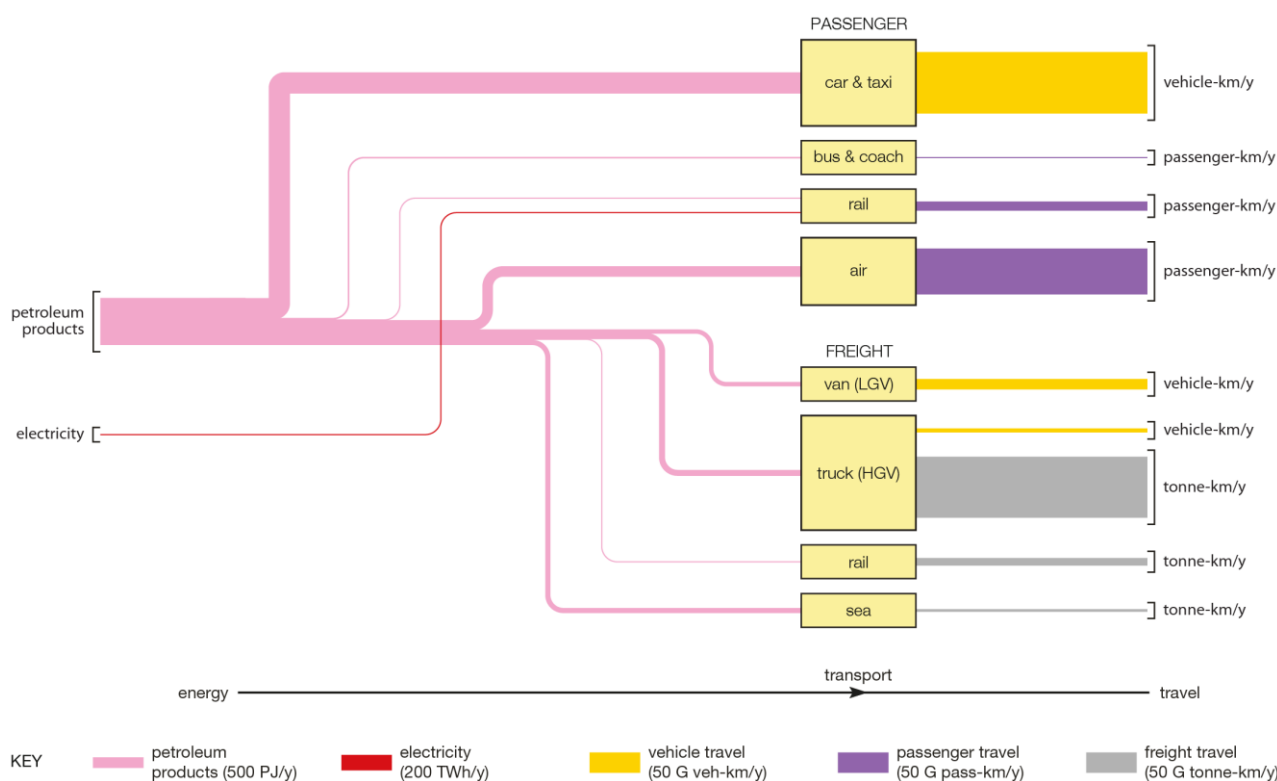 PASSENGER
car & taxi
vehicle-km/y
bus & coach
passenger-km/y
rail
passenger-km/y
air
passenger-km/y
petroleum
products
FREIGHT
van (LGV)
vehicle-km/y
electricity
vehicle-km/y
truck (HGV)
tonne-km/y
rail
tonne-km/y
sea
tonne-km/y
energy
transport
travel
KEY
petroleum
products (500 PJ/y)
electricity
(200 TWh/y)
vehicle travel
(50 G veh-km/y)
passenger travel
(50 G pass-km/y)
freight travel
(50 G tonne-km/y)